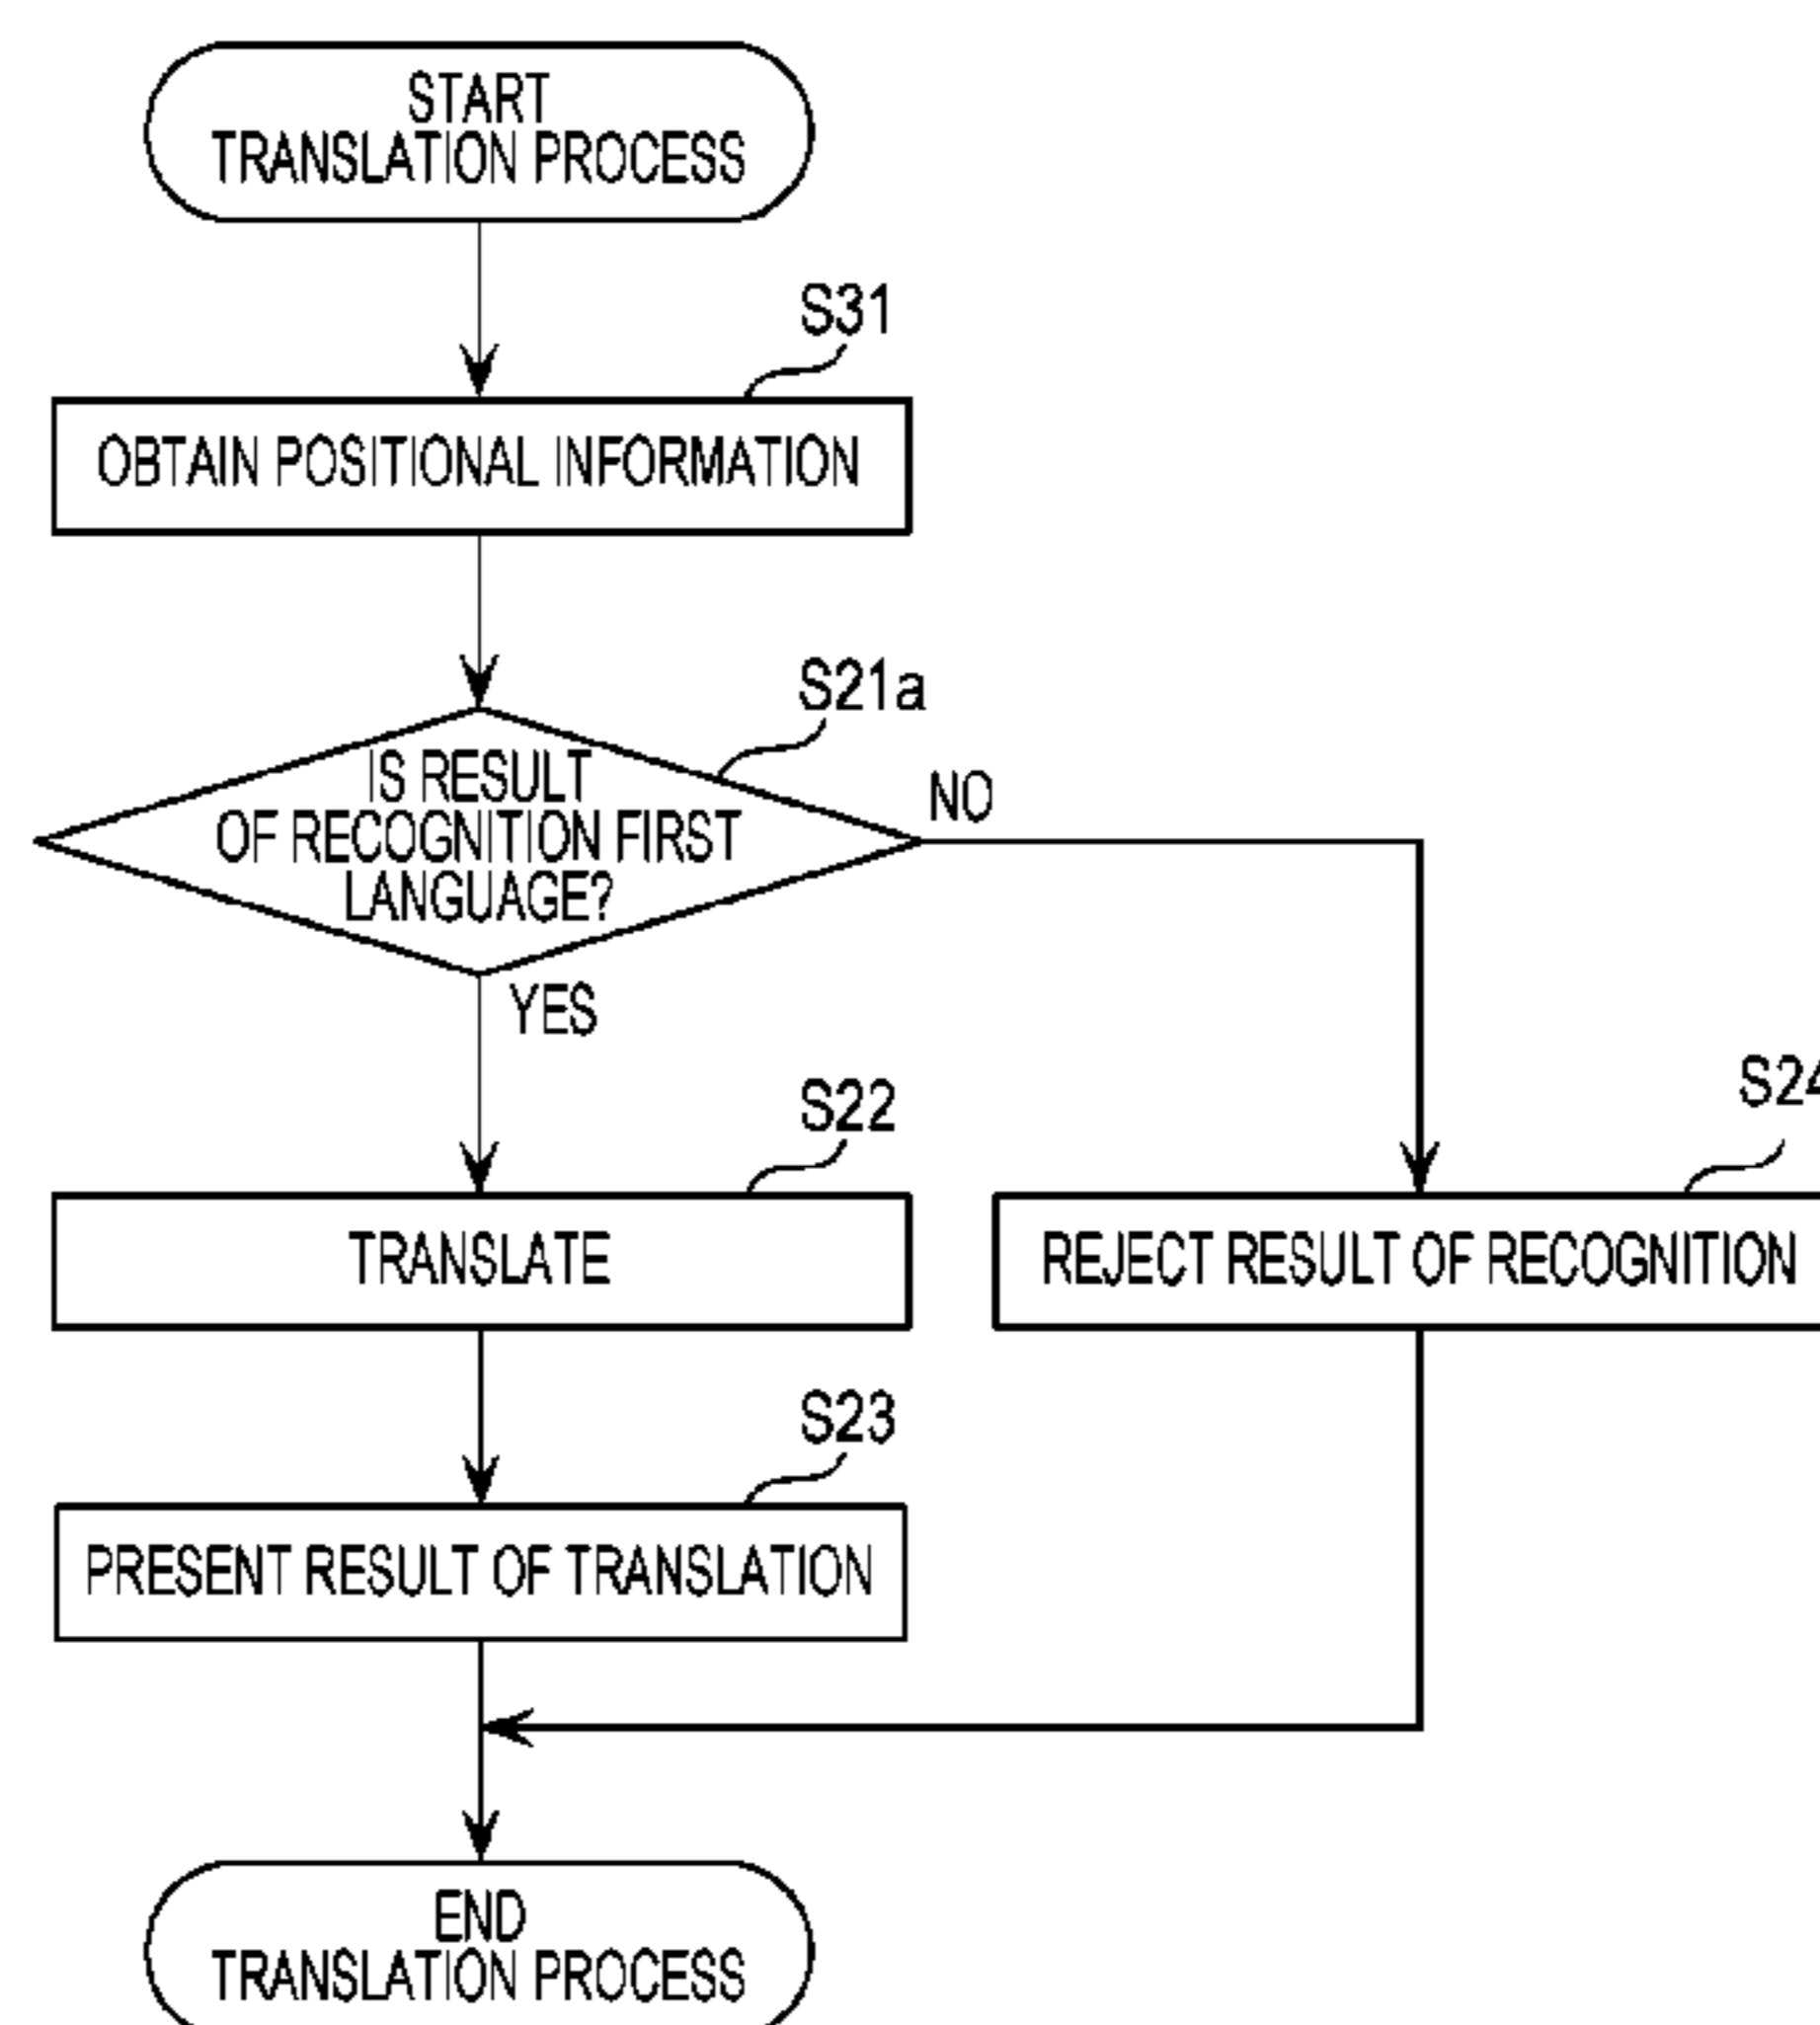 START
TRANSLATION PROCESS
S31
OBTAIN POSITIONAL INFORMATION
S21a
IS RESULT
OF RECOGNITION FIRST
LANGUAGE?
NO
YES
S22
TRANSLATE
S24
REJECT RESULT OF RECOGNITION
S23
PRESENT RESULT OF TRANSLATION
END
TRANSLATION PROCESS